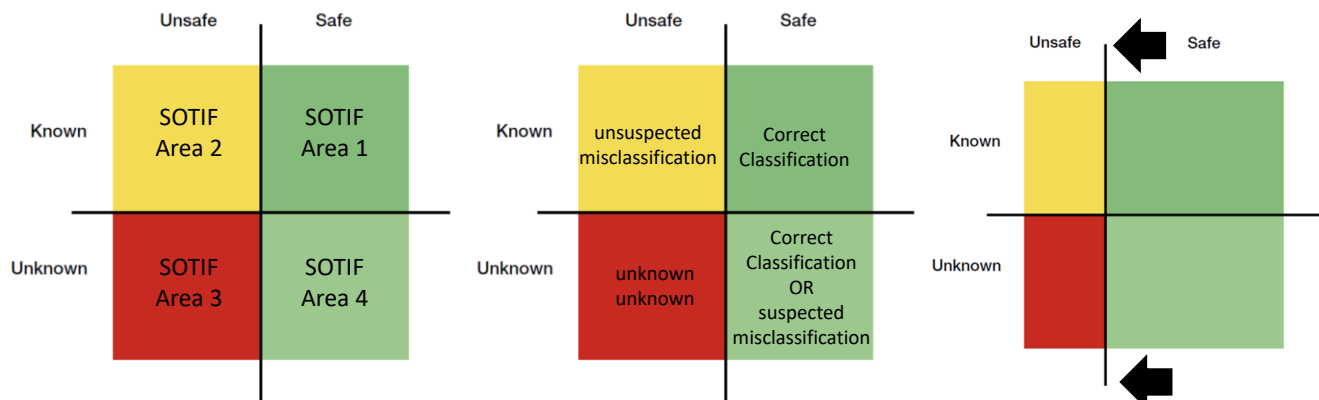 Unsafe
Safe
Known
SOTIF
Area 2
SOTIF
Area 1
Unknown
SOTIF
Area 3
SOTIF
Area 4
Unsafe
Safe
Known
unsuspected
misclassification
Correct
Classification
Unknown
unknown
unknown
Correct
Classification
OR
suspected
misclassification
Unsafe
Safe
Known
Unknown